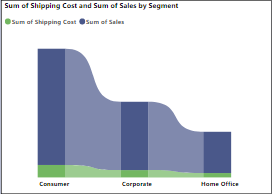 Sum of Shipping Cost and Sum of Sales by Segment
Sum of Shipping Cost Sum of Sales
Consumer Corporate Home Office